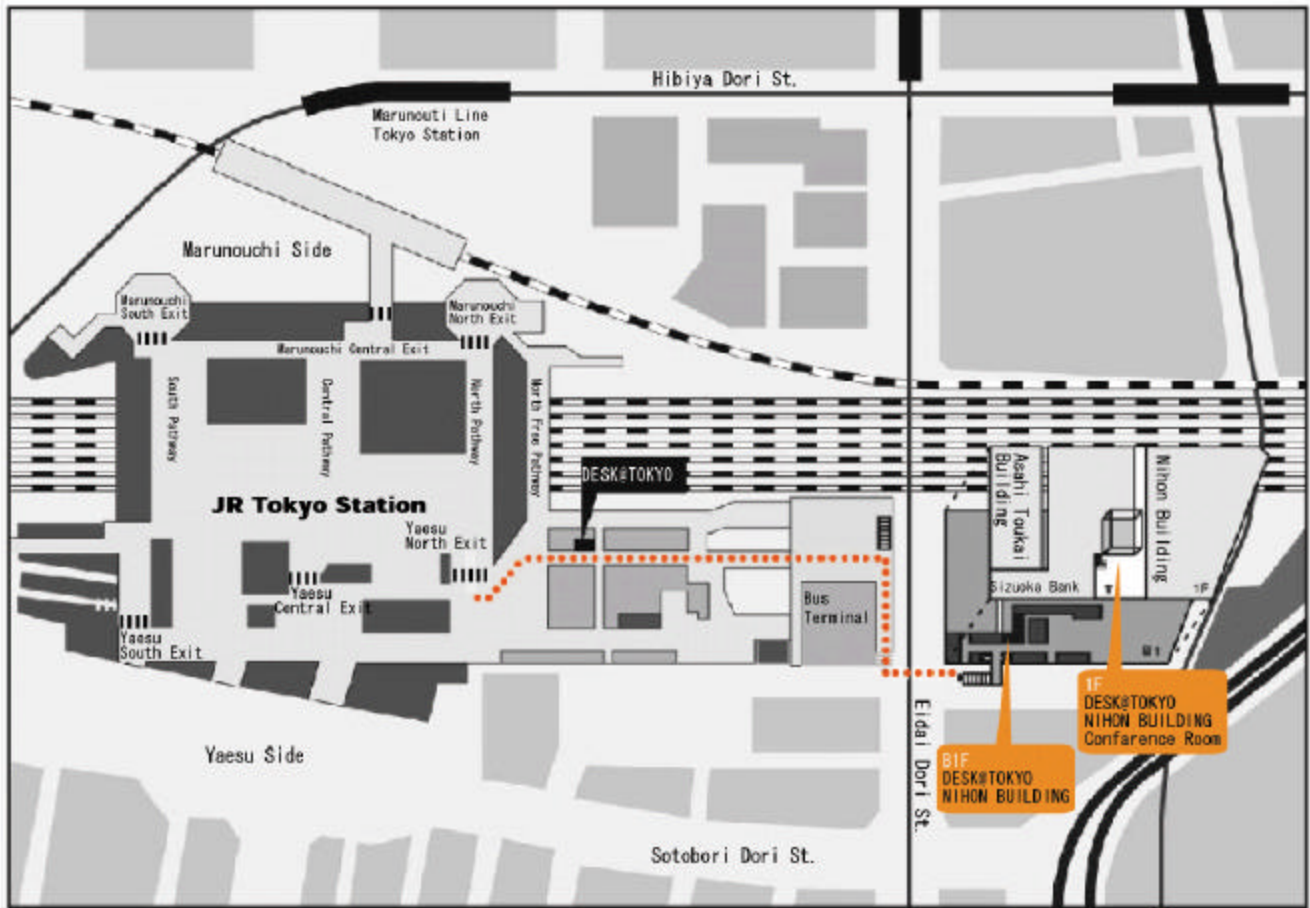 Hibiya Dori St.
Marunouti Line
Tokyo Station
Marunouchi Side
Marunouchi
South Exit
Marunouchi
North Exit
Marunouchi Central Exit
South Pathway
Central Pathway
North Pathway
North Free Pathway
DESK@TOKYO
JR Tokyo Station
Yaesu
North Exit
Yaesu
Central Exit
Yaesu
South Exit
Bus
Terminal
Asahi Toukai
Building
Nihon Building
Sizuoka Bank
1F
B1
1F
DESK@TOKYO
NIHON BUILDING
Confarence Room
B1F
DESK@TOKYO
NIHON BUILDING
Eidai Dori St.
Yaesu Side
Sotobori Dori St.